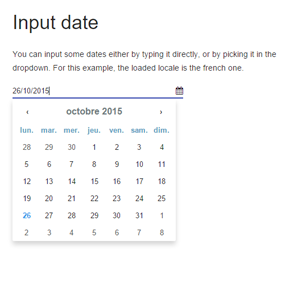 Input date
You can input some dates either by typing it directly, or by picking it in the
dropdown. For this example, the loaded locale is the french one.
26/10/2015
‹ octobre 2015 ›
lun. mar. mer. jeu. ven. sam. dim.
28 29 30 1 2 3 4
5 6 7 8 9 10 11
12 13 14 15 16 17 18
19 20 21 22 23 24 25
26 27 28 29 30 31 1
2 3 4 5 6 7 8